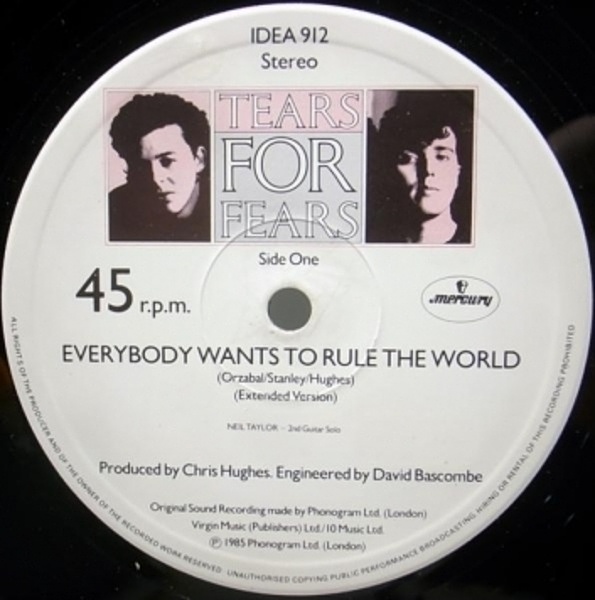 IDEA 912
Stereo
TEARS
FOR
FEARS
Side One
45 r.p.m.
mercury
EVERYBODY WANTS TO RULE THE WORLD
(Orzabal/Stanley/Hughes)
(Extended Version)
NEIL TAYLOR – 2nd Guitar Solo
Produced by Chris Hughes. Engineered by David Bascombe
Original Sound Recording made by Phonogram Ltd. (London)
Virgin Music (Publishers) Ltd./10 Music Ltd.
℗ 1985 Phonogram Ltd. (London)
ALL RIGHTS OF THE PRODUCER AND OF THE OWNER OF THE RECORDED WORK RESERVED · UNAUTHORISED COPYING PUBLIC PERFORMANCE BROADCASTING HIRING OR RENTAL OF THIS RECORDING PROHIBITED